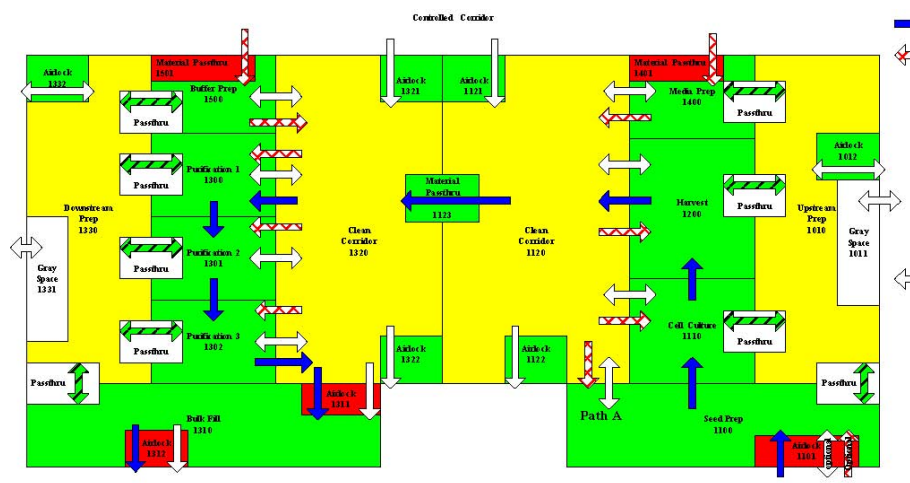 Controlled Corridor
Airlock
1332
Material Passthru
1501
Buffer Prep
1500
Airlock
1321
Airlock
1121
Material Passthru
1401
Media Prep
1400
Passthru
Passthru
Airlock
1012
Purification 1
1300
Passthru
Material
Passthru
1123
Harvest
1200
Passthru
Downstream
Prep
1330
Clean
Corridor
1320
Clean
Corridor
1120
Upstream
Prep
1010
Gray
Space
1331
Passthru
Purification 2
1301
Gray
Space
1011
Passthru
Purification 3
1302
Cell Culture
1110
Passthru
Airlock
1322
Airlock
1122
Passthru
Passthru
Airlock
1311
Path A
Bulk Fill
1310
Seed Prep
1100
Airlock
1312
Airlock
1101
optional
optional